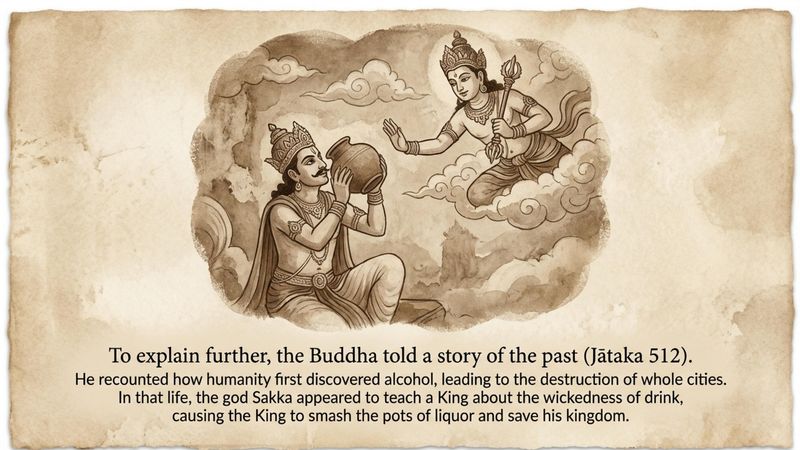 To explain further, the Buddha told a story of the past (Jātaka 512).
He recounted how humanity first discovered alcohol, leading to the destruction of whole cities.
In that life, the god Sakka appeared to teach a King about the wickedness of drink,
causing the King to smash the pots of liquor and save his kingdom.